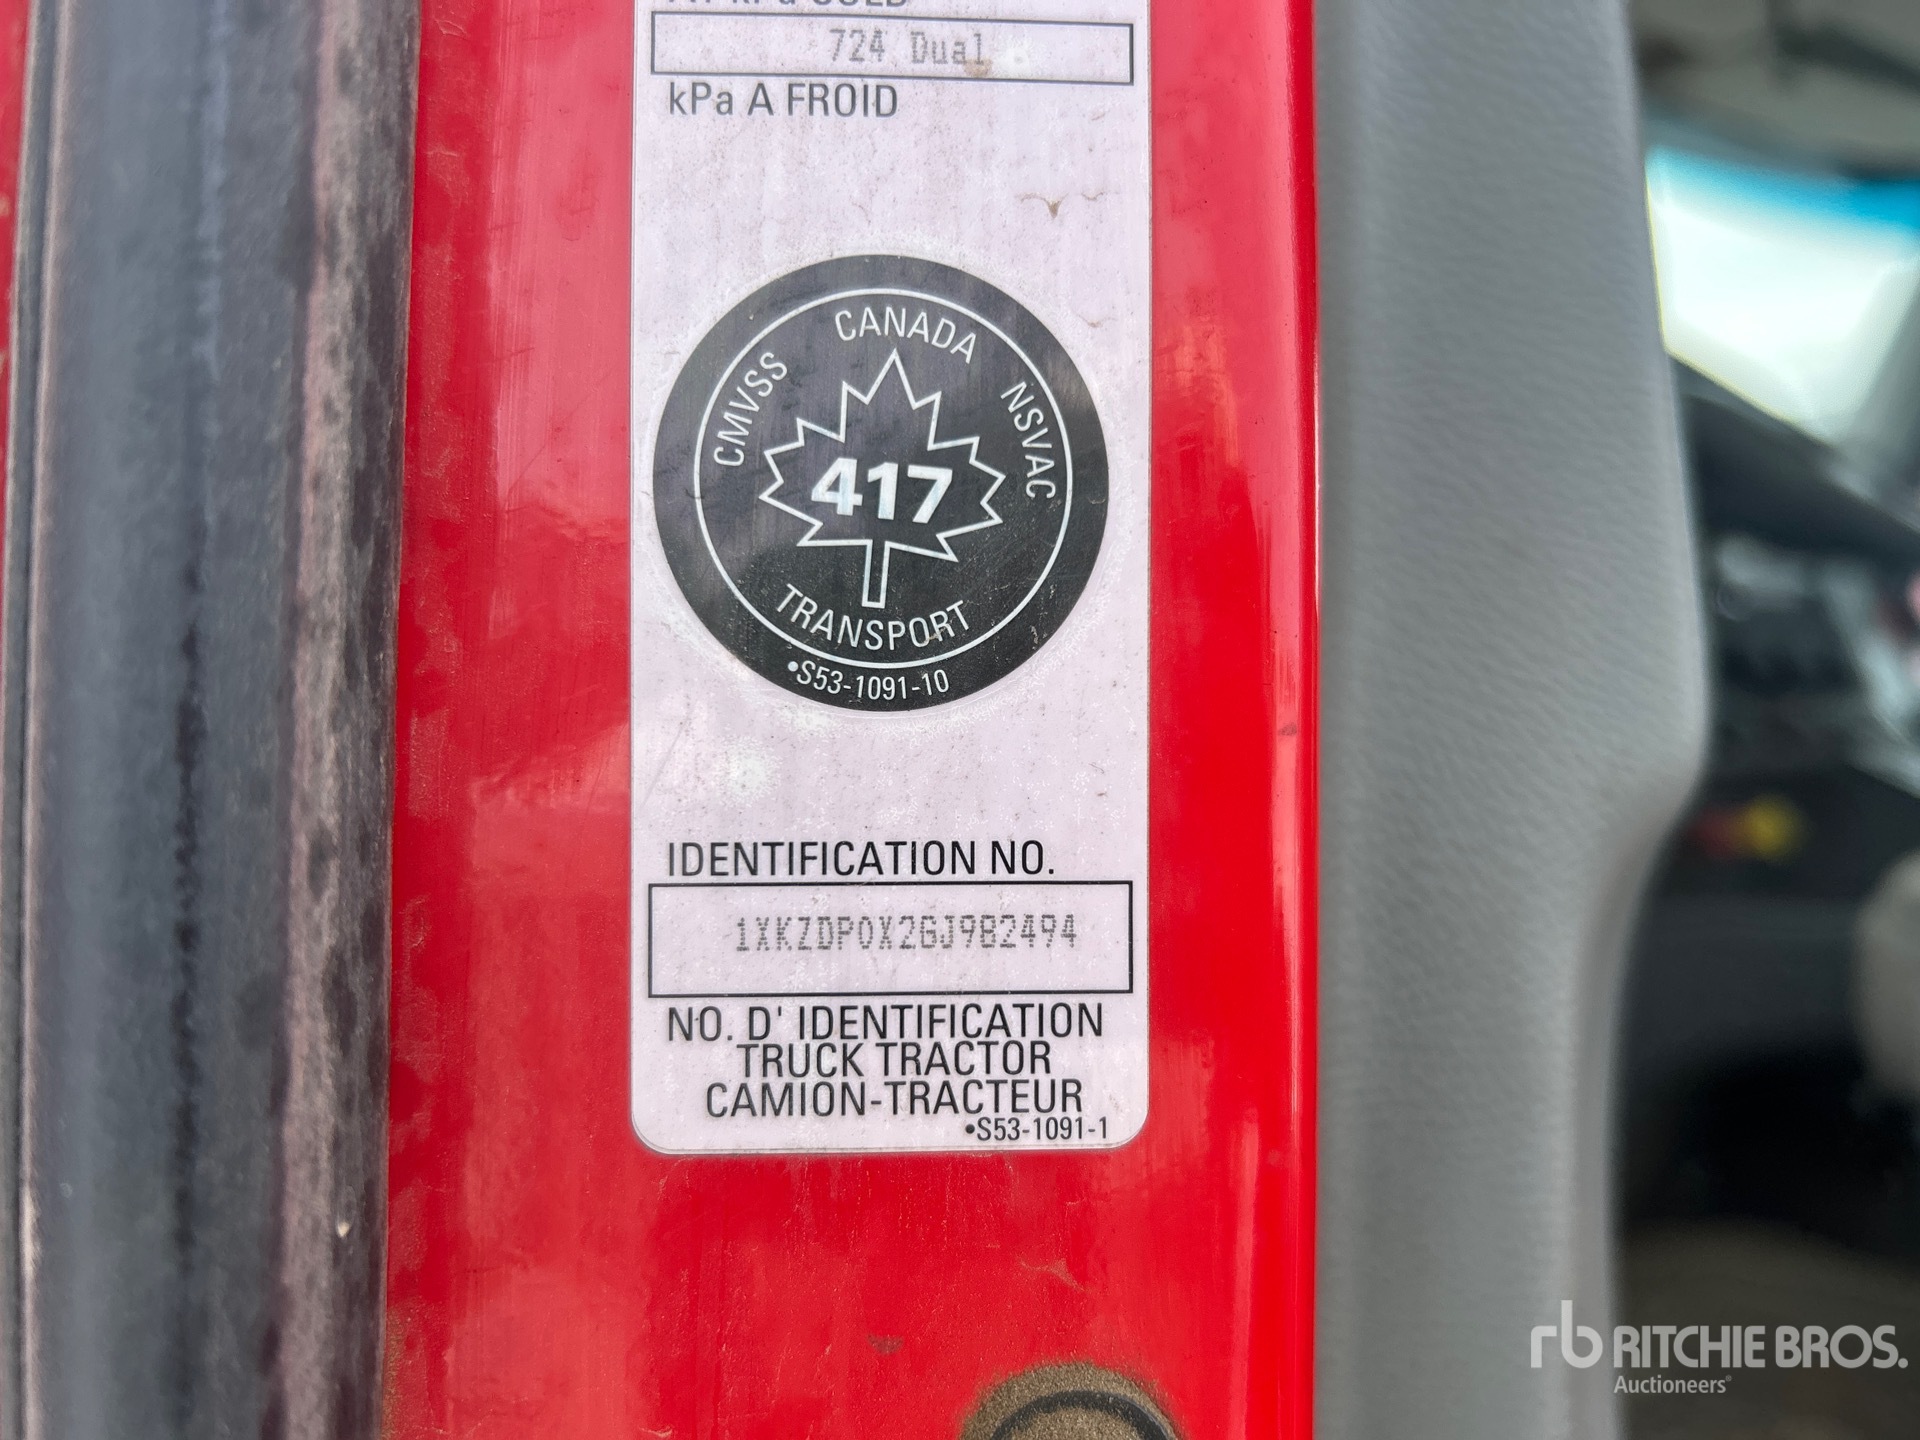 724 Dual
kPa A FROID
CANADA
CMVSS
NSVAC
417
TRANSPORT
•S53-1091-10
IDENTIFICATION NO.
1XKZDP0X2GJ982494
NO. D' IDENTIFICATION
TRUCK TRACTOR
CAMION-TRACTEUR
•S53-1091-1
rb RITCHIE BROS.
Auctioneers®